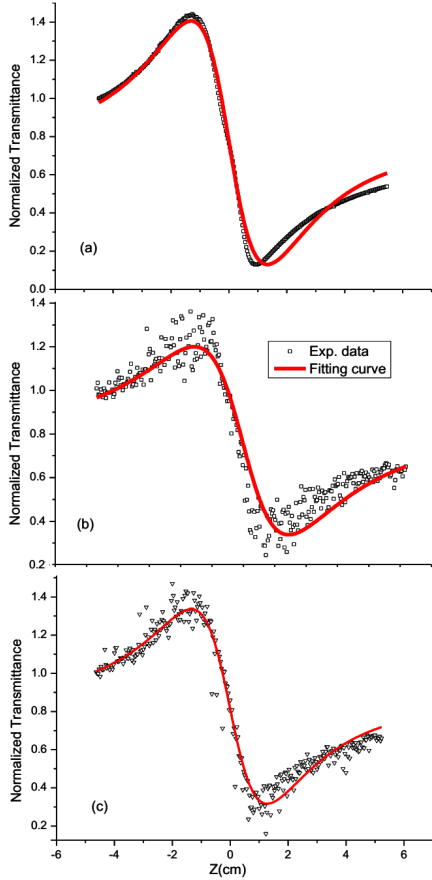 1.4
1.2
1.0
0.8
0.6
0.4
0.2
0.0
Normalized Transmittance
(a)
1.4
1.2
1.0
0.8
0.6
0.4
0.2
Normalized Transmittance
Exp. data
Fitting curve
(b)
1.4
1.2
1.0
0.8
0.6
0.4
0.2
Normalized Transmittance
(c)
-6 -4 -2 0 2 4 6
Z(cm)